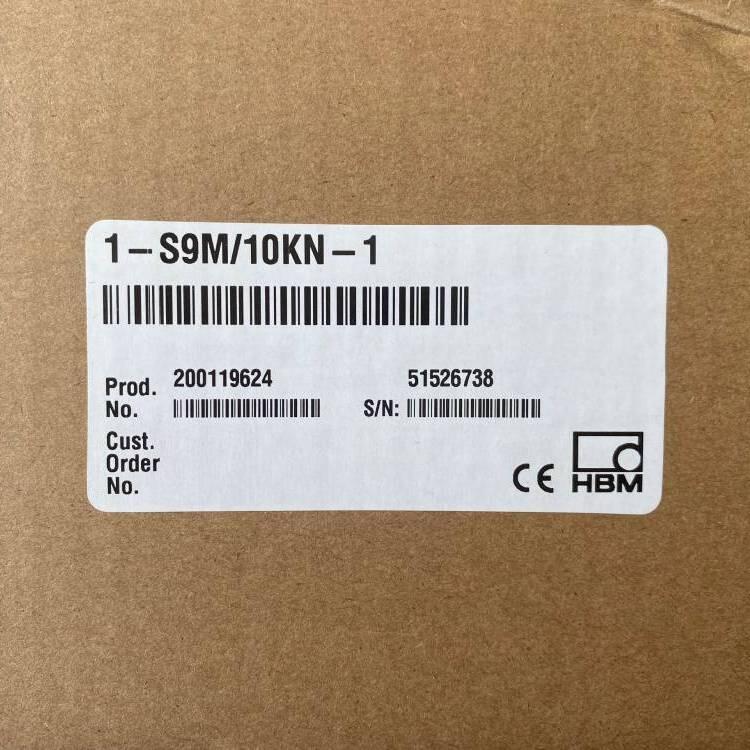 1-S9M/10KN-1
Prod. 200119624
No.
S/N: 51526738
Cust.
Order
No.
CE HBM